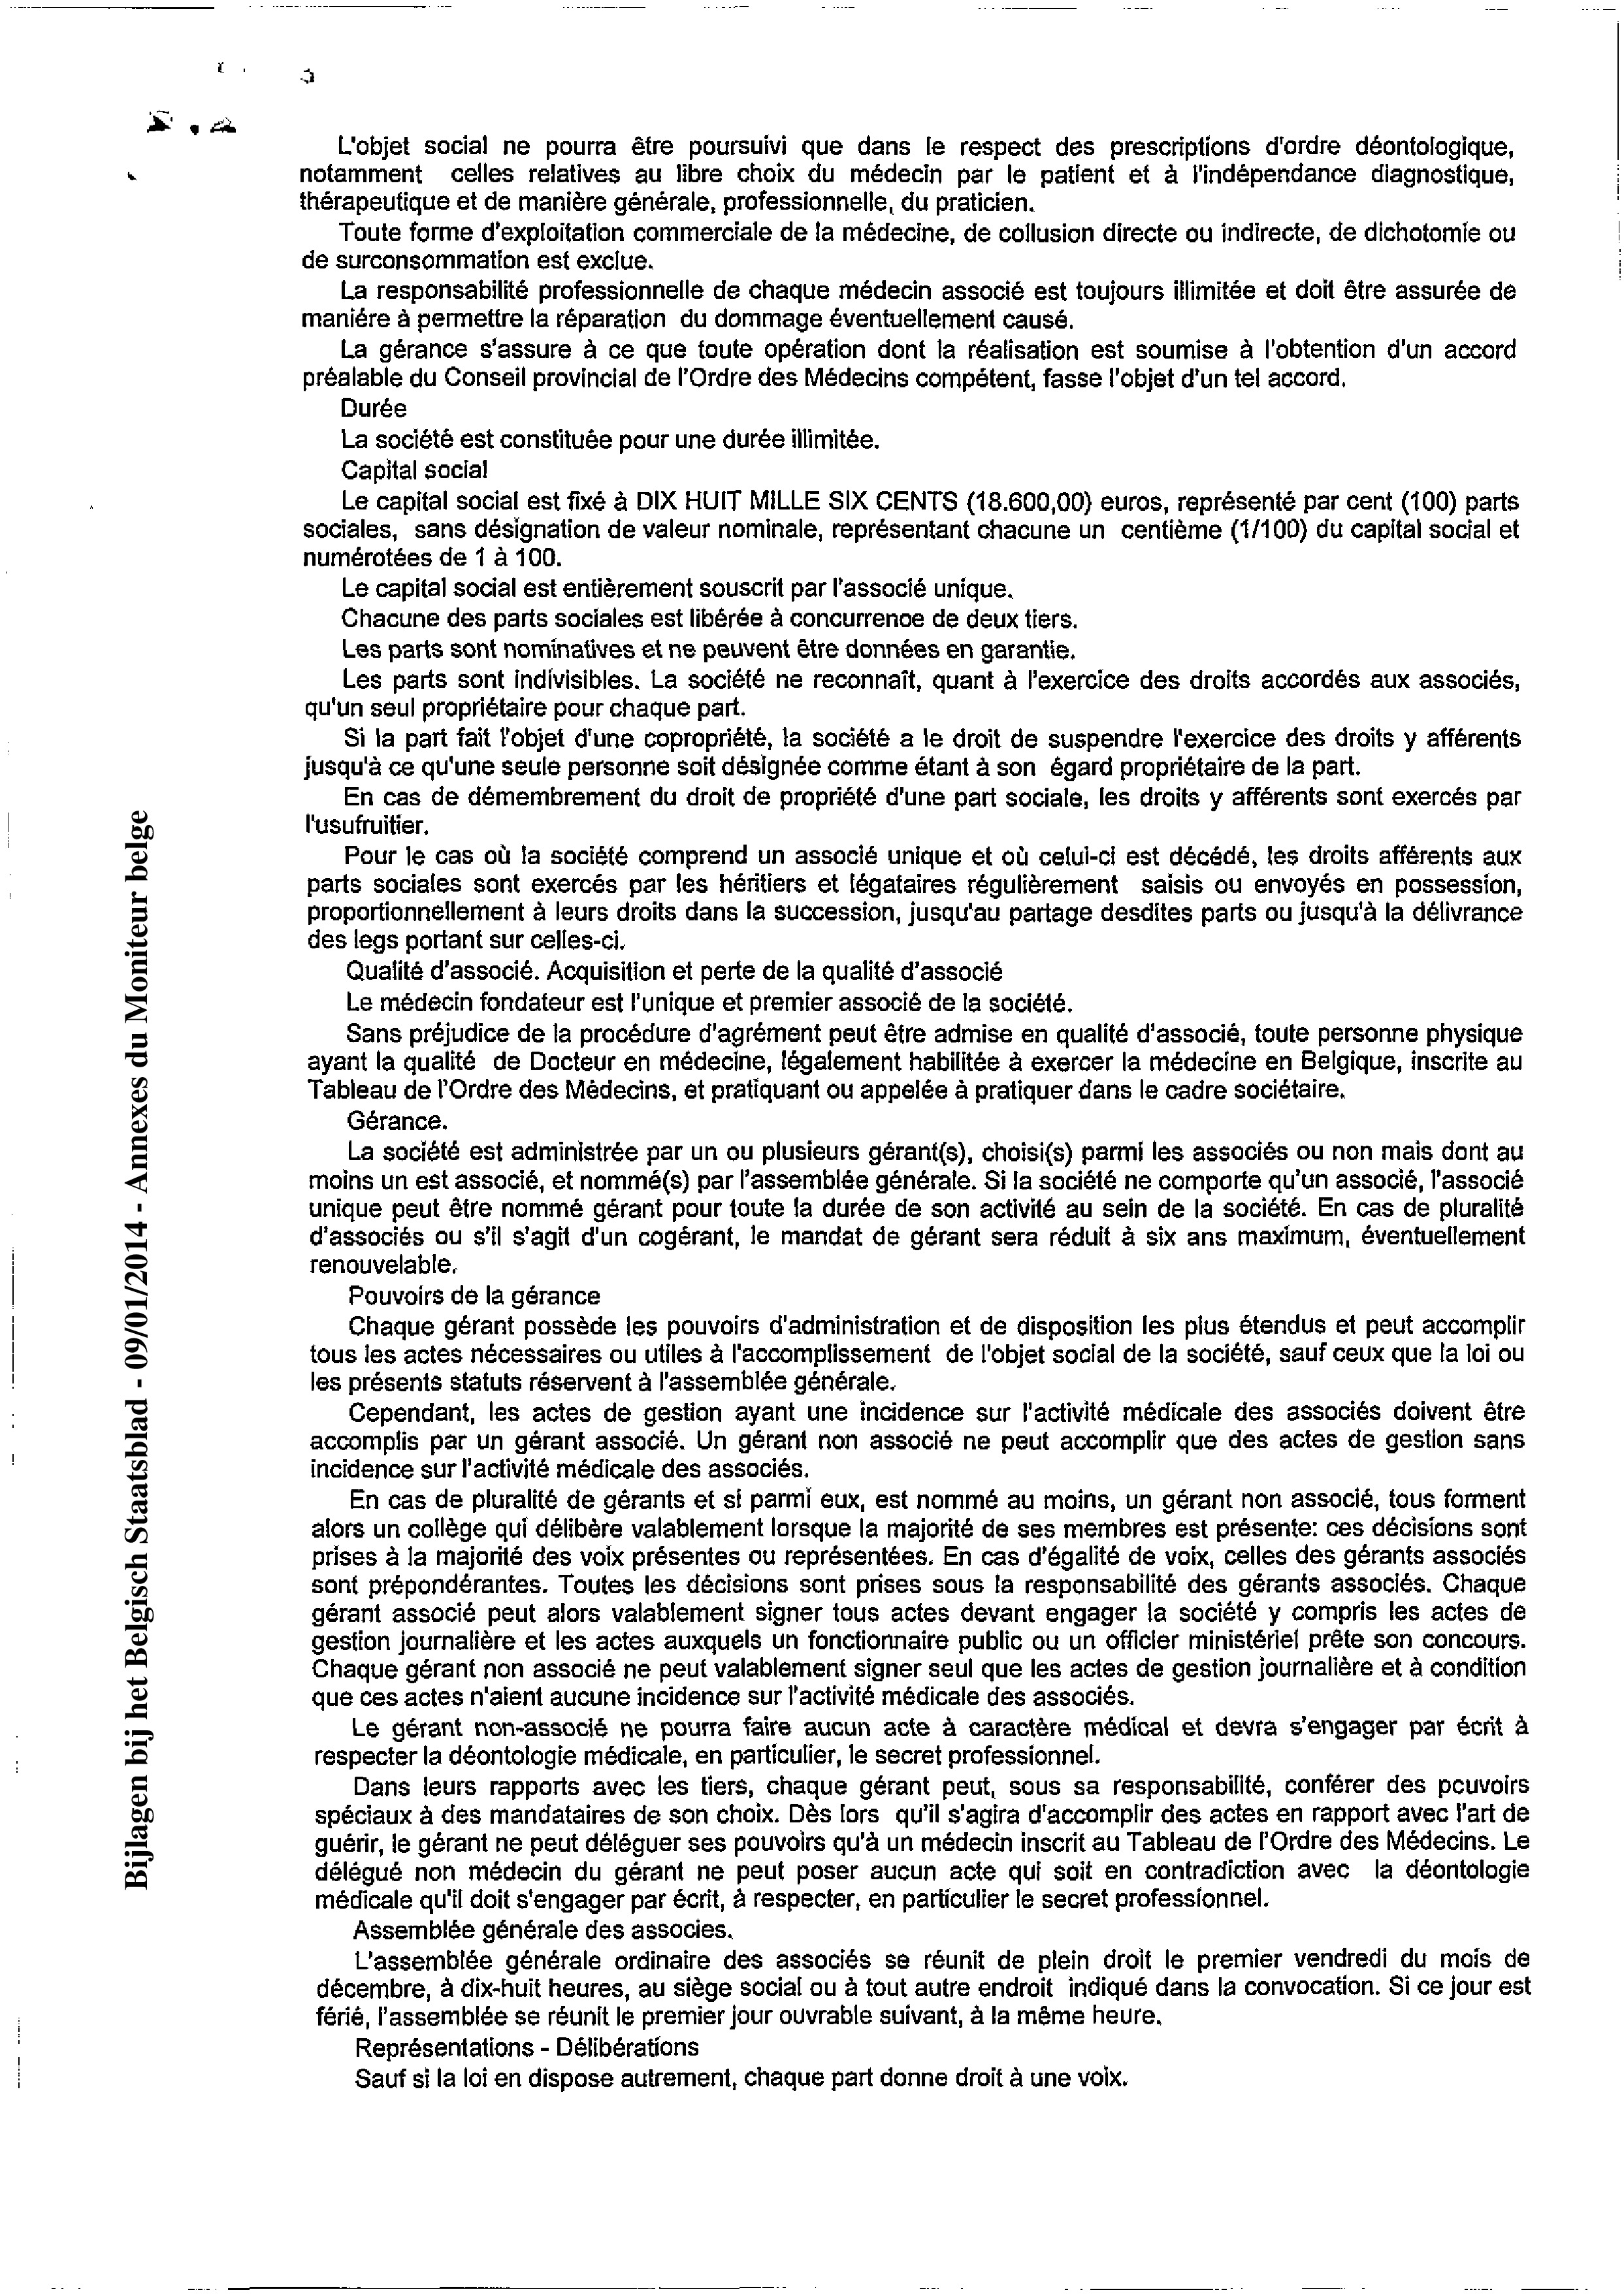 L'objet social ne pourra être poursuivi que dans le respect des prescriptions d'ordre déontologique,
notamment celles relatives au libre choix du médecin par le patient et à l'indépendance diagnostique,
thérapeutique et de manière générale, professionnelle, du praticien.
Toute forme d'exploitation commerciale de la médecine, de collusion directe ou indirecte, de dichotomie ou
de surconsommation est exclue.
La responsabilité professionnelle de chaque médecin associé est toujours illimitée et doit être assurée de
maniére à permettre la réparation du dommage éventuellement causé.
La gérance s'assure à ce que toute opération dont la réalisation est soumise à l'obtention d'un accord
préalable du Conseil provincial de l'Ordre des Médecins compétent, fasse l'objet d'un tel accord.
Durée
La société est constituée pour une durée illimitée.
Capital social
Le capital social est fixé à DIX HUIT MILLE SIX CENTS (18.600,00) euros, représenté par cent (100) parts
sociales, sans désignation de valeur nominale, représentant chacune un centième (1/100) du capital social et
numérotées de 1 à 100.
Le capital social est entièrement souscrit par l'associé unique.
Chacune des parts sociales est libérée à concurrence de deux tiers.
Les parts sont nominatives et ne peuvent être données en garantie.
Les parts sont indivisibles. La société ne reconnaît, quant à l'exercice des droits accordés aux associés,
qu'un seul propriétaire pour chaque part.
Si la part fait l'objet d'une copropriété, la société a le droit de suspendre l'exercice des droits y afférents
jusqu'à ce qu'une seule personne soit désignée comme étant à son égard propriétaire de la part.
En cas de démembrement du droit de propriété d'une part sociale, les droits y afférents sont exercés par
l'usufruitier.
Pour le cas où la société comprend un associé unique et où celui-ci est décédé, les droits afférents aux
parts sociales sont exercés par les héritiers et légataires régulièrement saisis ou envoyés en possession,
proportionnellement à leurs droits dans la succession, jusqu'au partage desdites parts ou jusqu'à la délivrance
des legs portant sur celles-ci.
Qualité d'associé. Acquisition et perte de la qualité d'associé
Le médecin fondateur est l'unique et premier associé de la société.
Sans préjudice de la procédure d'agrément peut être admise en qualité d'associé, toute personne physique
ayant la qualité de Docteur en médecine, légalement habilitée à exercer la médecine en Belgique, inscrite au
Tableau de l'Ordre des Médecins, et pratiquant ou appelée à pratiquer dans le cadre sociétaire.
Gérance.
La société est administrée par un ou plusieurs gérant(s), choisi(s) parmi les associés ou non mais dont au
moins un est associé, et nommé(s) par l'assemblée générale. Si la société ne comporte qu'un associé, l'associé
unique peut être nommé gérant pour toute la durée de son activité au sein de la société. En cas de pluralité
d'associés ou s'il s'agit d'un cogérant, le mandat de gérant sera réduit à six ans maximum, éventuellement
renouvelable.
Pouvoirs de la gérance
Chaque gérant possède les pouvoirs d'administration et de disposition les plus étendus et peut accomplir
tous les actes nécessaires ou utiles à l'accomplissement de l'objet social de la société, sauf ceux que la loi ou
les présents statuts réservent à l'assemblée générale.
Cependant, les actes de gestion ayant une incidence sur l'activité médicale des associés doivent être
accomplis par un gérant associé. Un gérant non associé ne peut accomplir que des actes de gestion sans
incidence sur l'activité médicale des associés.
En cas de pluralité de gérants et si parmi eux, est nommé au moins, un gérant non associé, tous forment
alors un collège qui délibère valablement lorsque la majorité de ses membres est présente: ces décisions sont
prises à la majorité des voix présentes ou représentées. En cas d'égalité de voix, celles des gérants associés
sont prépondérantes. Toutes les décisions sont prises sous la responsabilité des gérants associés. Chaque
gérant associé peut alors valablement signer tous actes devant engager la société y compris les actes de
gestion journalière et les actes auxquels un fonctionnaire public ou un officier ministériel prête son concours.
Chaque gérant non associé ne peut valablement signer seul que les actes de gestion journalière et à condition
que ces actes n'aient aucune incidence sur l'activité médicale des associés.
Le gérant non-associé ne pourra faire aucun acte à caractère médical et devra s'engager par écrit à
respecter la déontologie médicale, en particulier, le secret professionnel.
Dans leurs rapports avec les tiers, chaque gérant peut, sous sa responsabilité, conférer des pouvoirs
spéciaux à des mandataires de son choix. Dès lors qu'il s'agira d'accomplir des actes en rapport avec l'art de
guérir, le gérant ne peut déléguer ses pouvoirs qu'à un médecin inscrit au Tableau de l'Ordre des Médecins. Le
délégué non médecin du gérant ne peut poser aucun acte qui soit en contradiction avec la déontologie
médicale qu'il doit s'engager par écrit, à respecter, en particulier le secret professionnel.
Assemblée générale des associes.
L'assemblée générale ordinaire des associés se réunit de plein droit le premier vendredi du mois de
décembre, à dix-huit heures, au siège social ou à tout autre endroit indiqué dans la convocation. Si ce jour est
férié, l'assemblée se réunit le premier jour ouvrable suivant, à la même heure.
Représentations - Délibérations
Sauf si la loi en dispose autrement, chaque part donne droit à une voix.
Bijlagen bij het Belgisch Staatsblad - 09/01/2014 - Annexes du Moniteur belge